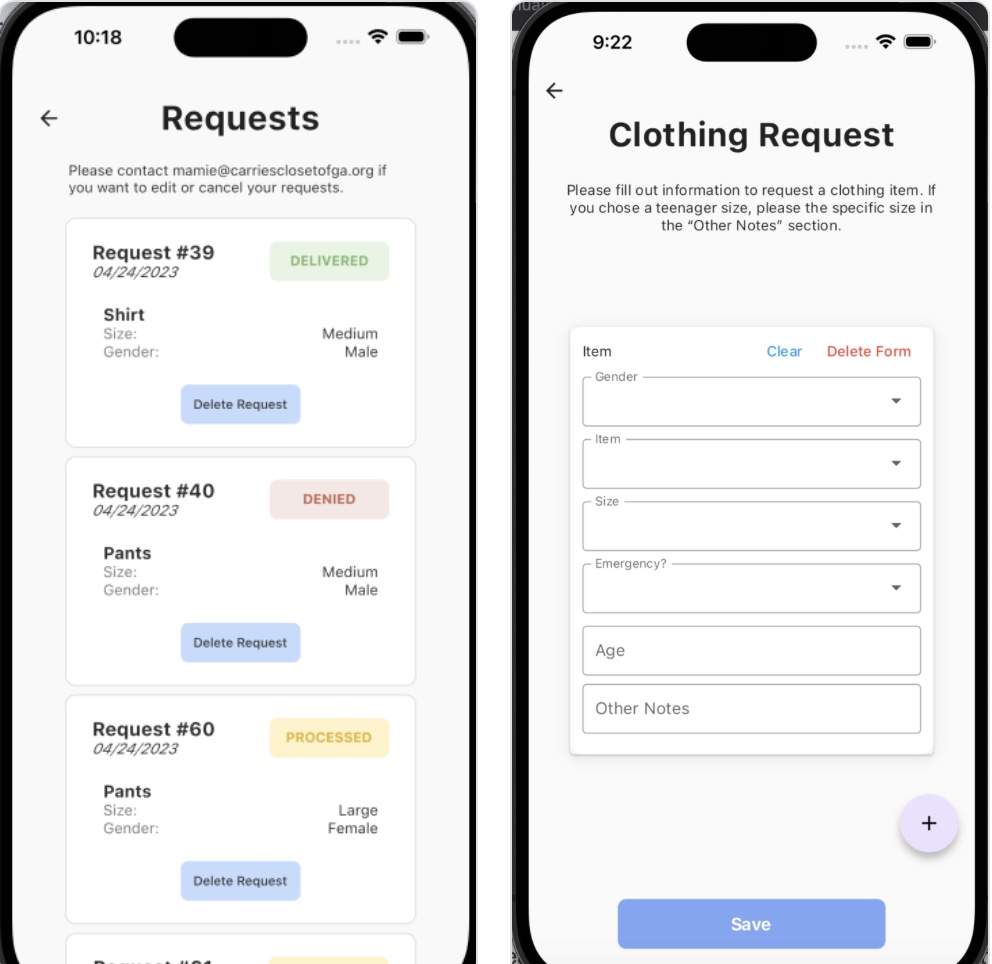 10:18
Requests
Please contact mamie@carriesclosetofga.org if
you want to edit or cancel your requests.
Request #39
DELIVERED
04/24/2023
Shirt
Size: Medium
Gender: Male
Delete Request
Request #40
DENIED
04/24/2023
Pants
Size: Medium
Gender: Male
Delete Request
Request #60
PROCESSED
04/24/2023
Pants
Size: Large
Gender: Female
Delete Request
9:22
Clothing Request
Please fill out information to request a clothing item. If
you chose a teenager size, please the specific size in
the “Other Notes” section.
Item Clear Delete Form
Gender
Item
Size
Emergency?
Age
Other Notes
+
Save